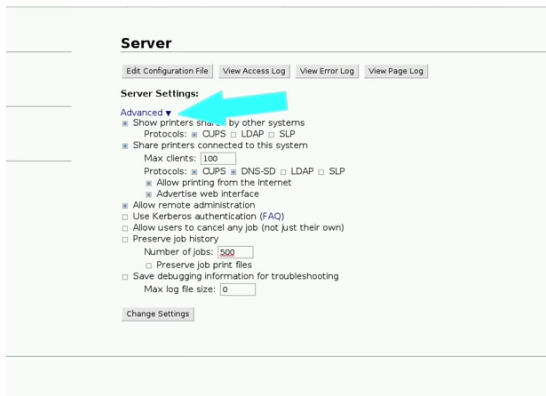 Server
Edit Configuration File View Access Log View Error Log View Page Log
Server Settings:
Advanced ▼
Show printers shared by other systems
Protocols: CUPS LDAP SLP
Share printers connected to this system
Max clients: 100
Protocols: CUPS DNS-SD LDAP SLP
Allow printing from the Internet
Advertise web interface
Allow remote administration
Use Kerberos authentication (FAQ)
Allow users to cancel any job (not just their own)
Preserve job history
Number of jobs: 500
Preserve job print files
Save debugging information for troubleshooting
Max log file size: 0
Change Settings